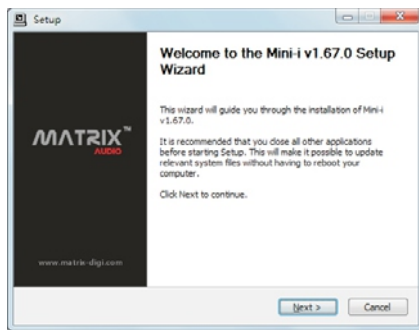 Setup
Welcome to the Mini-i v1.67.0 Setup
Wizard
This wizard will guide you through the installation of Mini-i
v1.67.0.
It is recommended that you close all other applications
before starting Setup. This will make it possible to update
relevant system files without having to reboot your
computer.
Click Next to continue.
MATRIX™
AUDIO
www.matrix-digi.com
Next >
Cancel